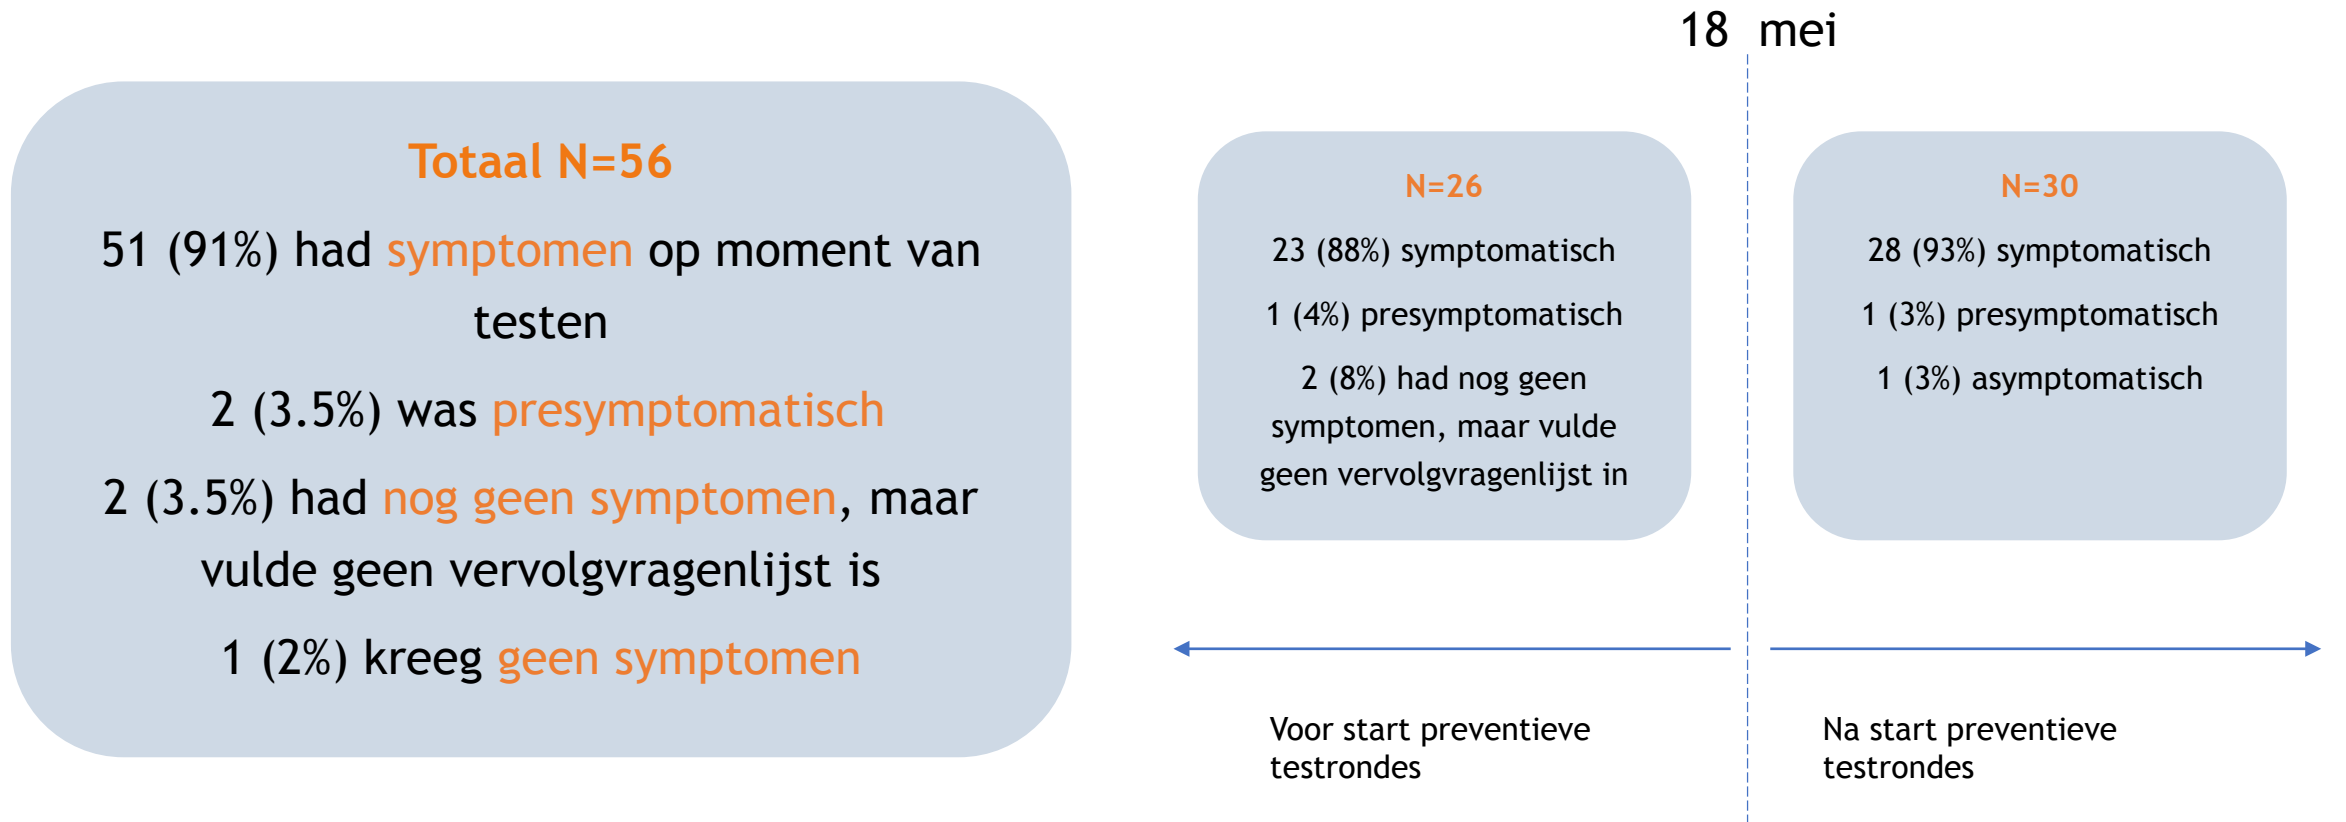 18 mei
Totaal N=56
51 (91%) had symptomen op moment van
testen
2 (3.5%) was presymptomatisch
2 (3.5%) had nog geen symptomen, maar
vulde geen vervolgvragenlijst is
1 (2%) kreeg geen symptomen
N=26
23 (88%) symptomatisch
1 (4%) presymptomatisch
2 (8%) had nog geen
symptomen, maar vulde
geen vervolgvragenlijst in
N=30
28 (93%) symptomatisch
1 (3%) presymptomatisch
1 (3%) asymptomatisch
Voor start preventieve
testrondes
Na start preventieve
testrondes